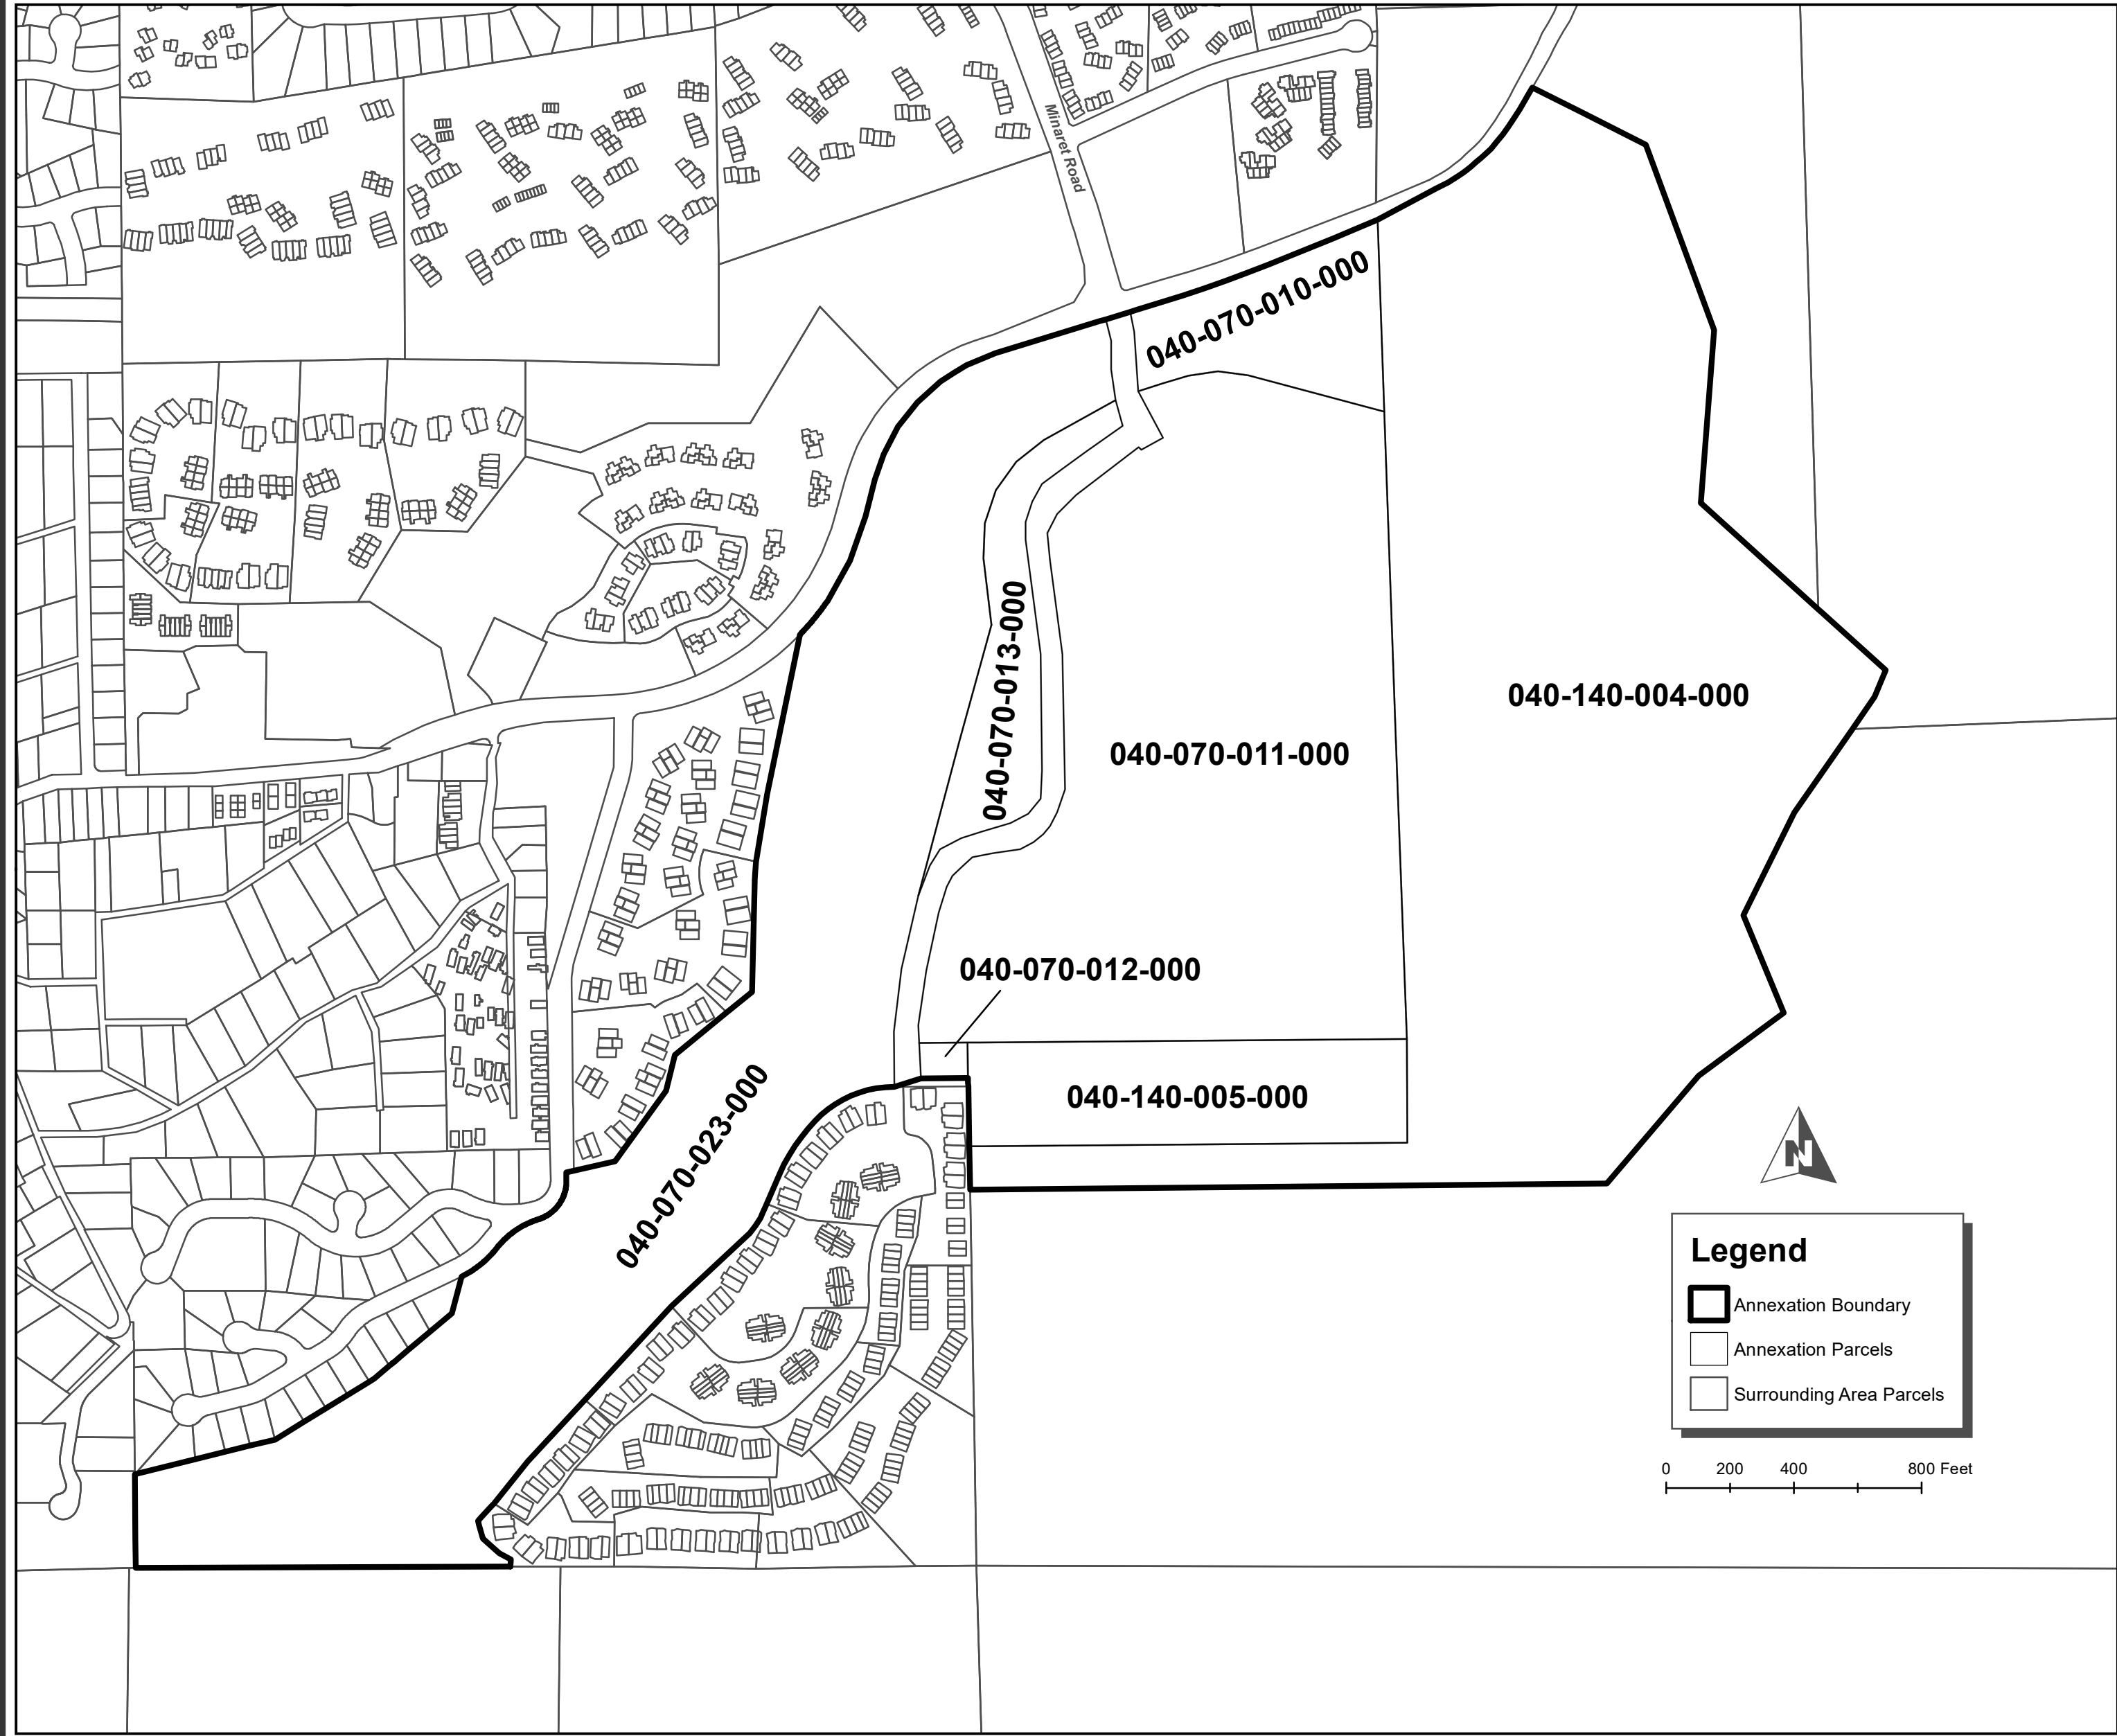 Minaret Road
040-070-010-000
040-070-013-000
040-140-004-000
040-070-011-000
040-070-012-000
040-140-005-000
040-070-023-000
N
Legend
Annexation Boundary
Annexation Parcels
Surrounding Area Parcels
0 200 400 800 Feet